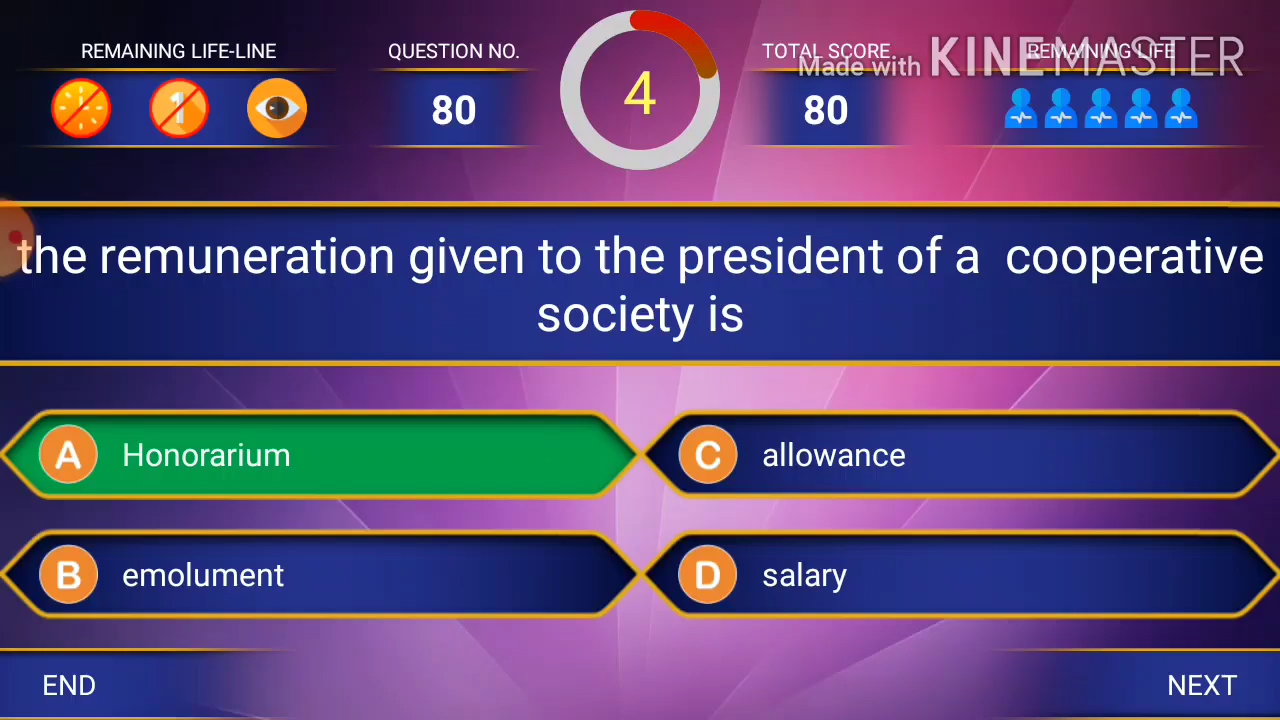 REMAINING LIFE-LINE
QUESTION NO.
TOTAL SCORE
REMAINING LIFE
Made with KINEMASTER
1
80
4
80
the remuneration given to the president of a cooperative
society is
A Honorarium
C allowance
B emolument
D salary
END
NEXT